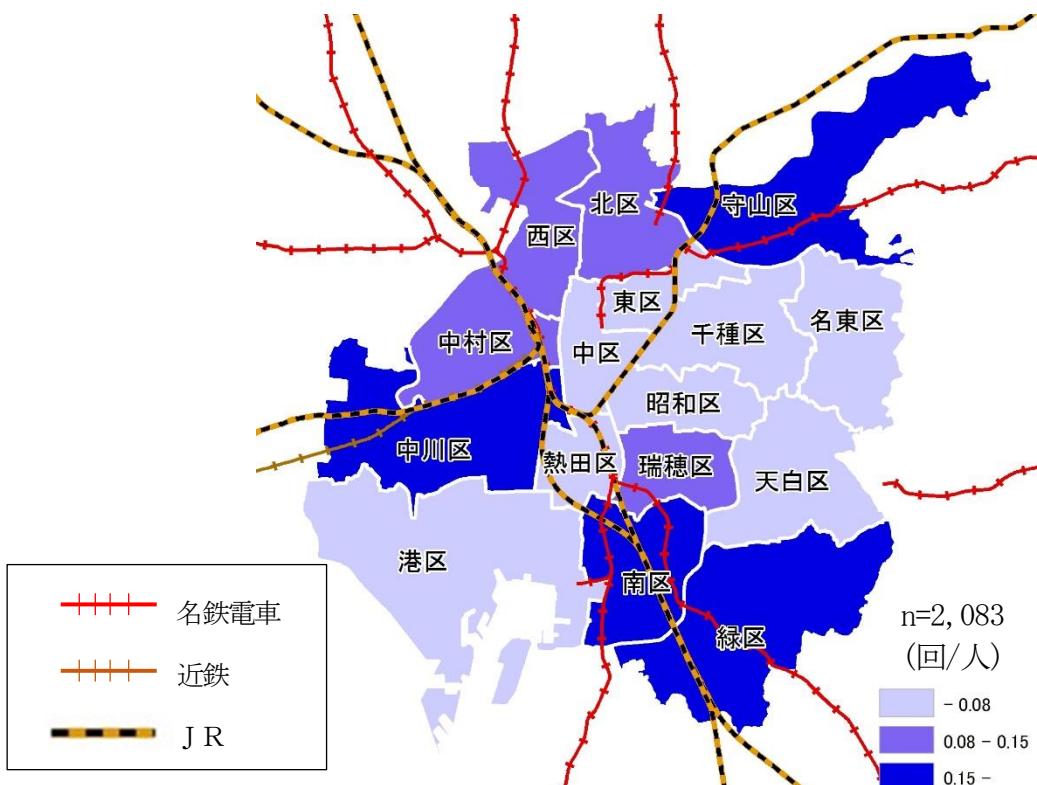 北区
守山区
西区
東区
千種区
名東区
中村区
中区
昭和区
中川区
熱田区
瑞穂区
天白区
港区
南区
緑区
名鉄電車
近鉄
ＪＲ
n=2,083
(回/人)
- 0.08
0.08 - 0.15
0.15 -